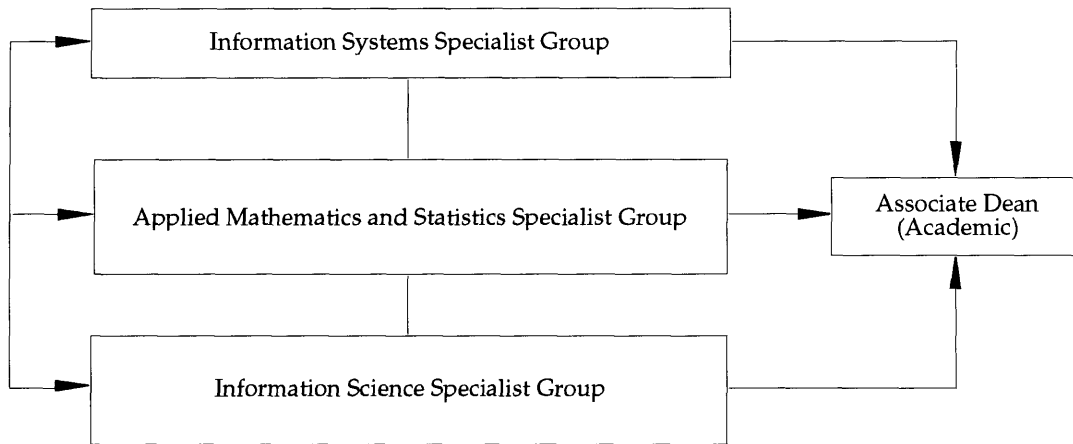 Information Systems Specialist Group
Applied Mathematics and Statistics Specialist Group
Associate Dean
(Academic)
Information Science Specialist Group